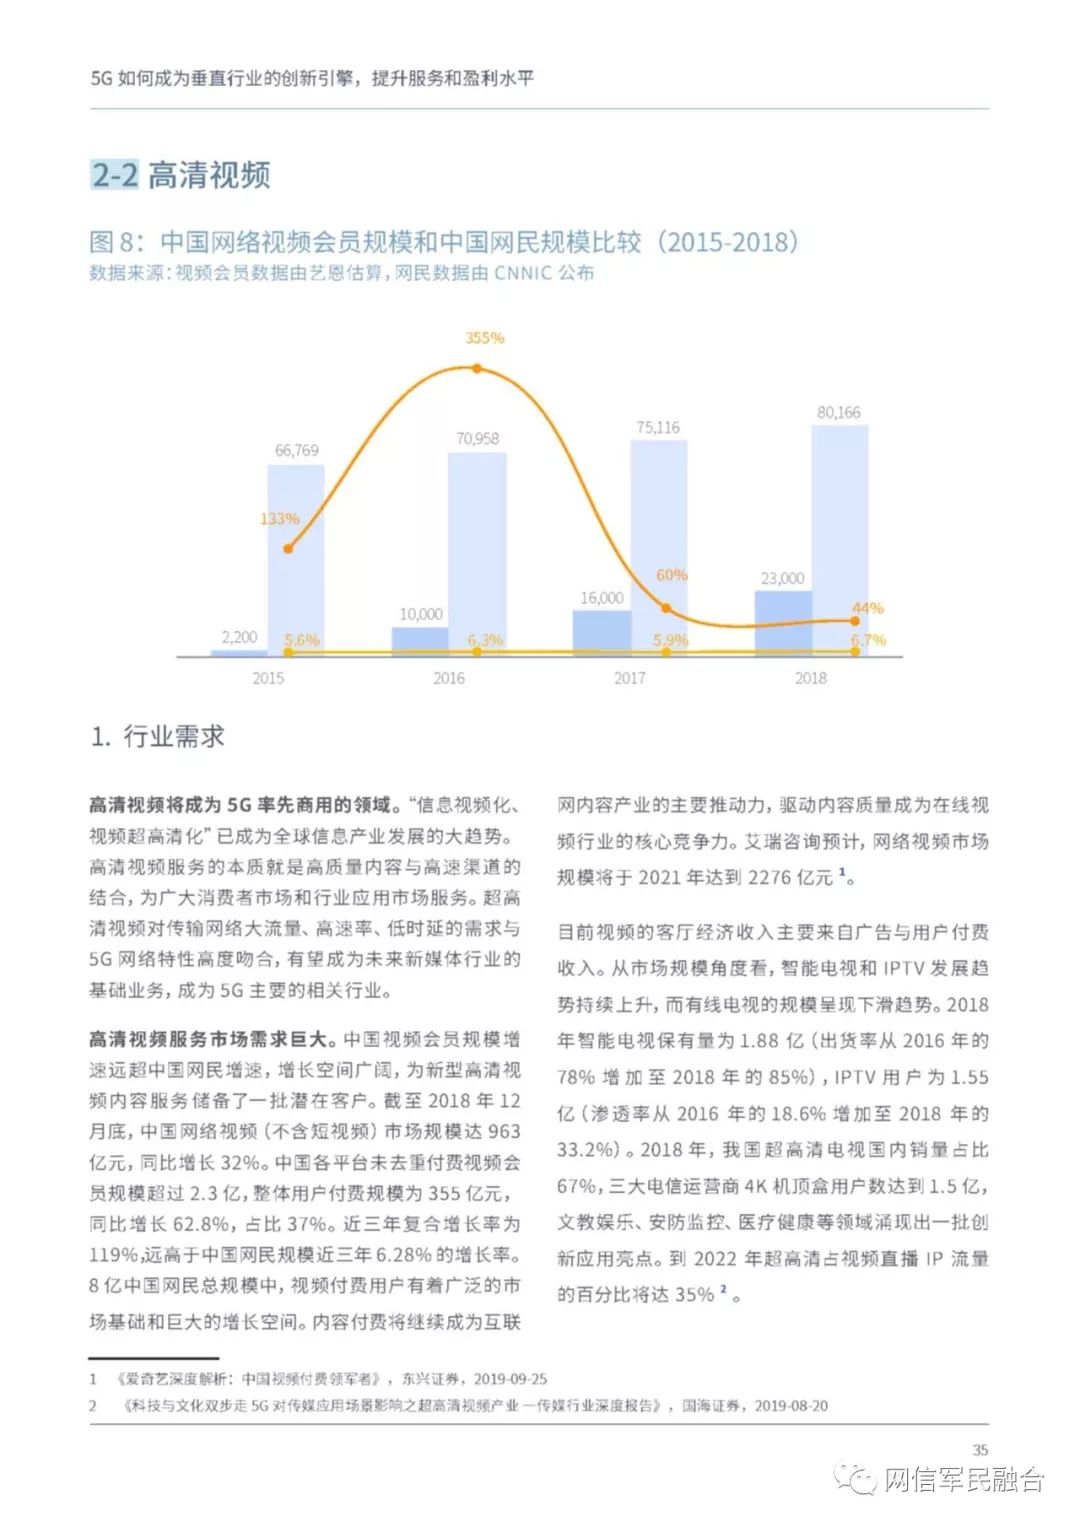 5G 如何成为垂直行业的创新引擎，提升服务和盈利水平
2-2 高清视频
图 8：中国网络视频会员规模和中国网民规模比较（2015-2018）
数据来源：视频会员数据由艺恩估算，网民数据由 CNNIC 公布
355%
80,166
75,116
70,958
66,769
133%
60%
23,000
16,000
10,000
44%
2,200
5.6%
6.3%
5.9%
6.7%
2015
2016
2017
2018
1. 行业需求
高清视频将成为 5G 率先商用的领域。“信息视频化、
视频超高清化”已成为全球信息产业发展的大趋势。
高清视频服务的本质就是高质量内容与高速渠道的
结合，为广大消费者市场和行业应用市场服务。超高
清视频对传输网络大流量、高速率、低时延的需求与
5G 网络特性高度吻合，有望成为未来新媒体行业的
基础业务，成为 5G 主要的相关行业。
高清视频服务市场需求巨大。中国视频会员规模增
速远超中国网民增速，增长空间广阔，为新型高清视
频内容服务储备了一批潜在客户。截至 2018 年 12
月底，中国网络视频（不含短视频）市场规模达 963
亿元，同比增长 32%。中国各平台未去重付费视频会
员规模超过 2.3 亿，整体用户付费规模为 355 亿元，
同比增长 62.8%，占比 37%。近三年复合增长率为
119%,远高于中国网民规模近三年 6.28% 的增长率。
8 亿中国网民总规模中，视频付费用户有着广泛的市
场基础和巨大的增长空间。内容付费将继续成为互联
网内容产业的主要推动力，驱动内容质量成为在线视
频行业的核心竞争力。艾瑞咨询预计，网络视频市场
规模将于 2021 年达到 2276 亿元 1。
目前视频的客厅经济收入主要来自广告与用户付费
收入。从市场规模角度看，智能电视和 IPTV 发展趋
势持续上升，而有线电视的规模呈现下滑趋势。2018
年智能电视保有量为 1.88 亿（出货率从 2016 年的
78% 增加至 2018 年的 85%），IPTV 用户为 1.55
亿（渗透率从 2016 年的 18.6% 增加至 2018 年的
33.2%）。2018 年，我国超高清电视国内销量占比
67%，三大电信运营商 4K 机顶盒用户数达到 1.5 亿，
文教娱乐、安防监控、医疗健康等领域涌现出一批创
新应用亮点。到 2022 年超高清占视频直播 IP 流量
的百分比将达 35% 2 。
1 《爱奇艺深度解析：中国视频付费领军者》，东兴证券，2019-09-25
2 《科技与文化双步走 5G 对传媒应用场景影响之超高清视频产业 —传媒行业深度报告》，国海证券，2019-08-20
35
网信军民融合